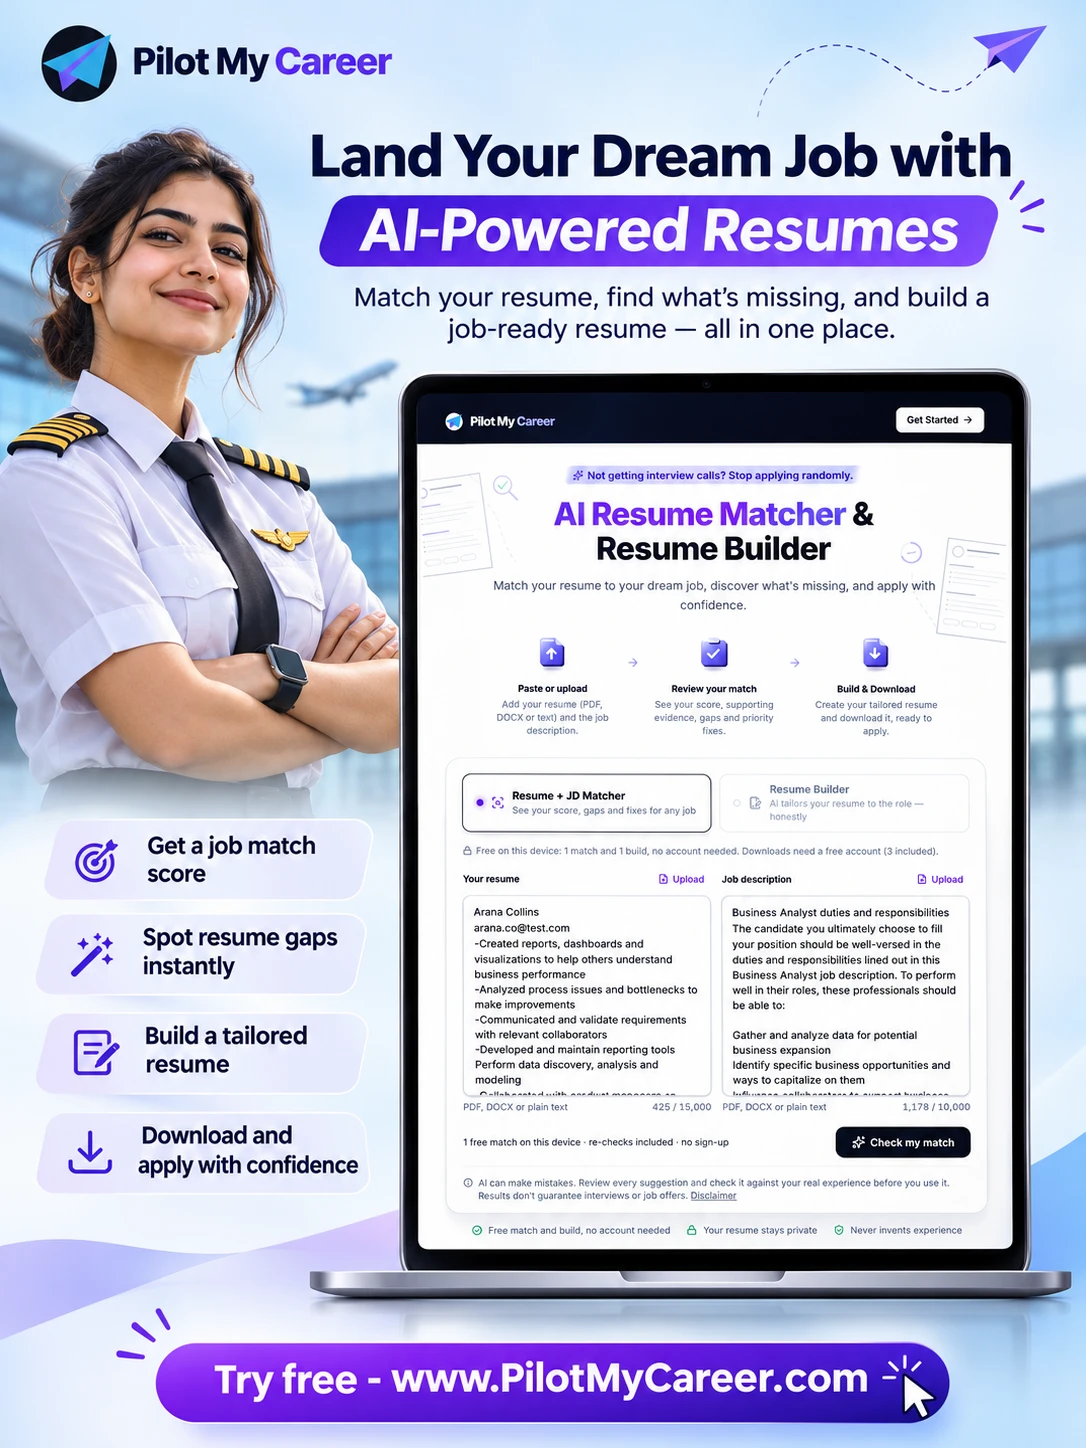 Pilot My Career
Land Your Dream Job with
AI-Powered Resumes
Match your resume, find what's missing, and build a
job-ready resume — all in one place.
Pilot My Career
Get Started →
Not getting interview calls? Stop applying randomly.
AI Resume Matcher &
Resume Builder
Match your resume to your dream job, discover what's missing, and apply with
confidence.
Paste or upload
Add your resume (PDF,
DOCX or text) and the job
description.
Review your match
See your score, supporting
evidence, gaps and priority
fixes.
Build & Download
Create your tailored resume
and download it, ready to
apply.
Resume + JD Matcher
See your score, gaps and fixes for any job
Resume Builder
AI tailors your resume to the role —
honestly
Free on this device: 1 match and 1 build, no account needed. Downloads need a free account (3 included).
Your resume
Upload
Arana Collins
arana.co@test.com
-Created reports, dashboards and
visualizations to help others understand
business performance
-Analyzed process issues and bottlenecks to
make improvements
-Communicated and validate requirements
with relevant collaborators
-Developed and maintain reporting tools
Perform data discovery, analysis and
modeling
PDF, DOCX or plain text
425 / 15,000
Job description
Upload
Business Analyst duties and responsibilities
The candidate you ultimately choose to fill
your position should be well-versed in the
duties and responsibilities lined out in this
Business Analyst job description. To perform
well in their roles, these professionals should
be able to:
Gather and analyze data for potential
business expansion
Identify specific business opportunities and
ways to capitalize on them
PDF, DOCX or plain text
1,178 / 10,000
1 free match on this device · re-checks included · no sign-up
Check my match
AI can make mistakes. Review every suggestion and check it against your real experience before you use it.
Results don't guarantee interviews or job offers. Disclaimer
Free match and build, no account needed
Your resume stays private
Never invents experience
Get a job match
score
Spot resume gaps
instantly
Build a tailored
resume
Download and
apply with confidence
Try free - www.PilotMyCareer.com